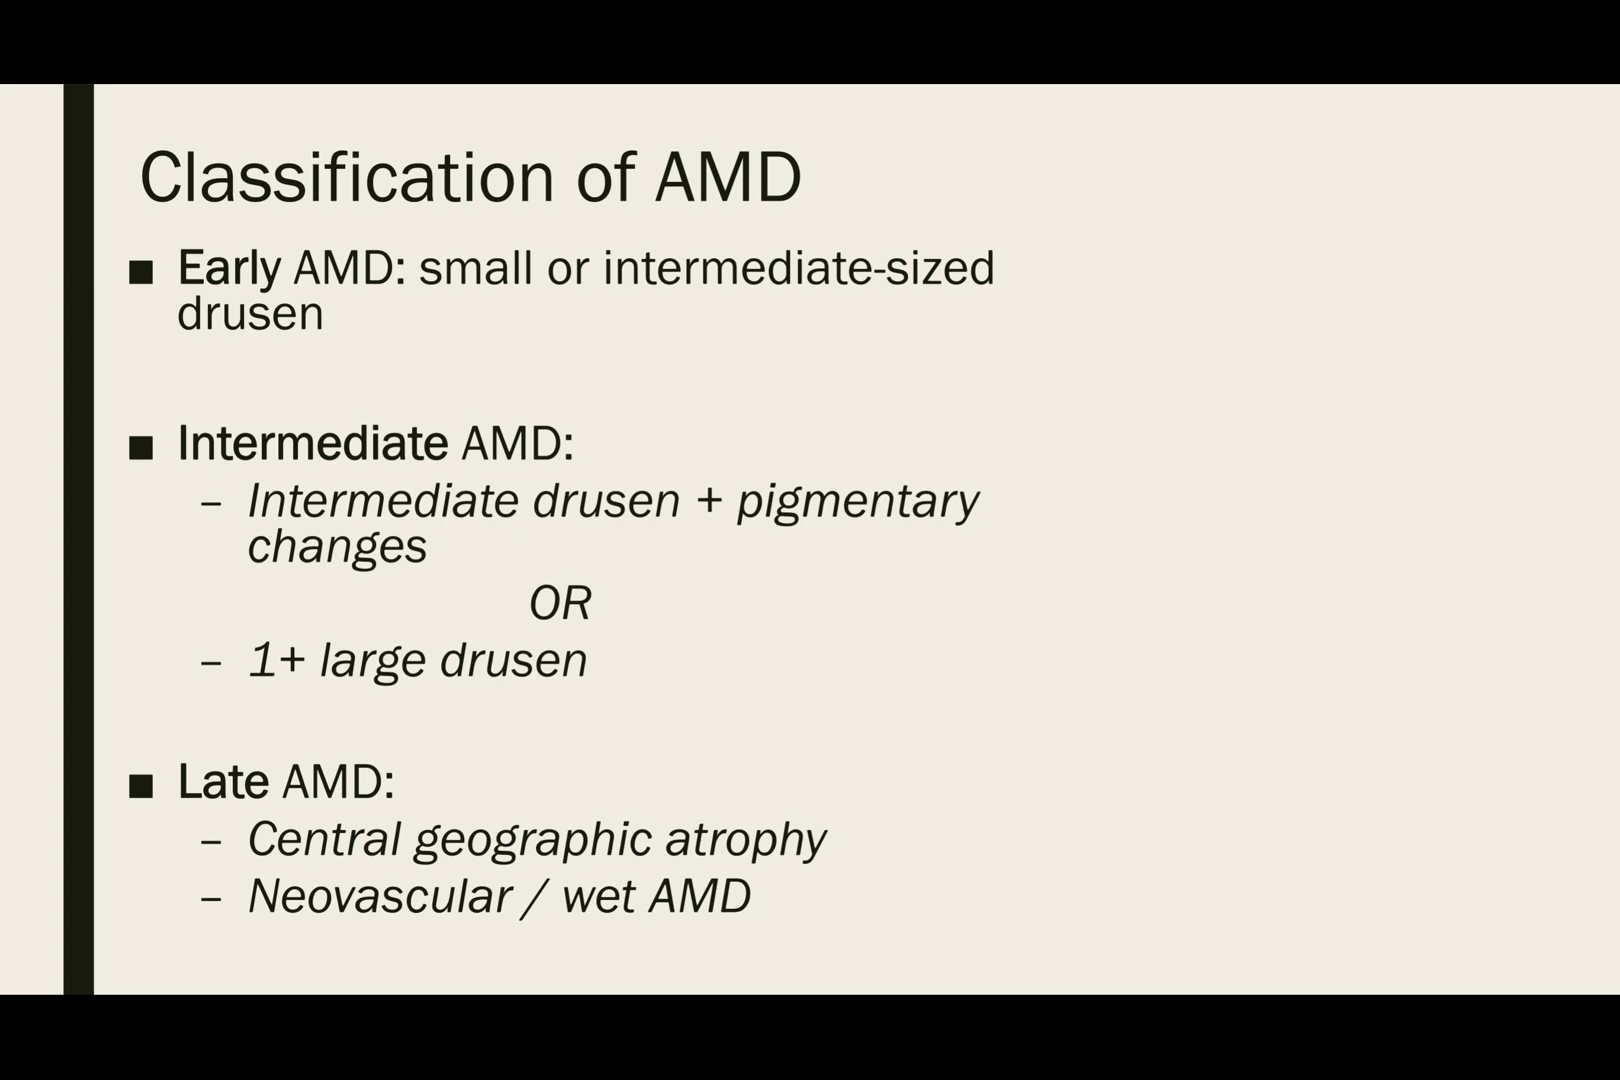 Classification of AMD
■ Early AMD: small or intermediate-sized
drusen
■ Intermediate AMD:
– Intermediate drusen + pigmentary
changes
OR
– 1+ large drusen
■ Late AMD:
– Central geographic atrophy
– Neovascular / wet AMD